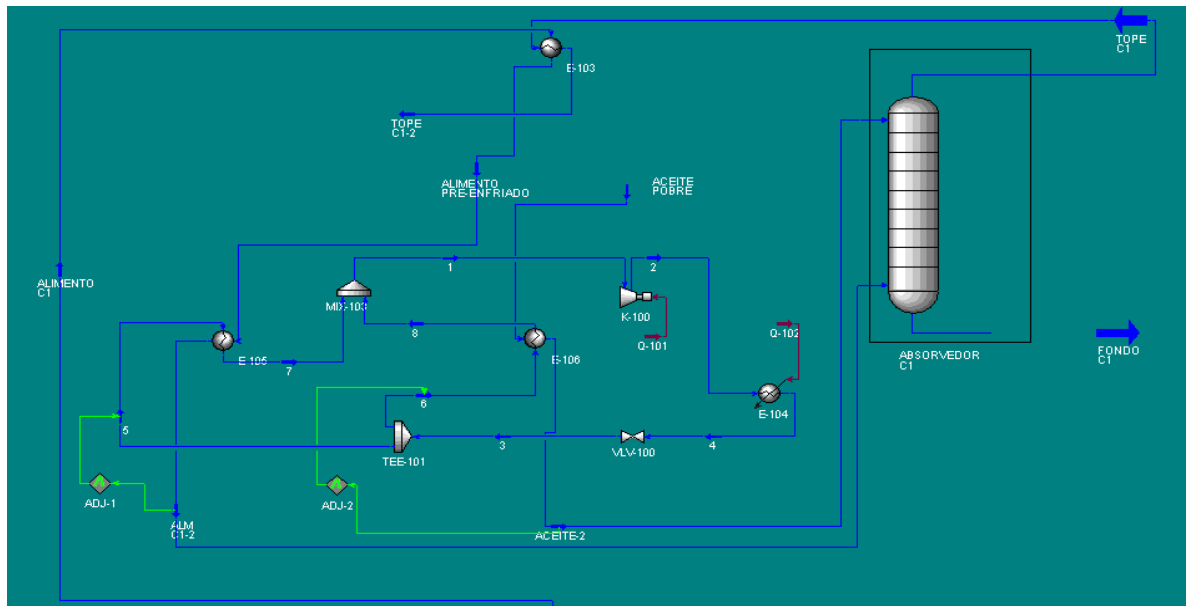 TOPE
C1
E-103
TOPE
C1-2
ALIMENTO
PRE-ENFRIADO
ACEITE
POBRE
ALIMENTO
C1
1
2
MIX-103
K-100
8
Q-101
Q-102
E-105
7
E-106
ABSORVEDOR
C1
FONDO
C1
6
E-104
5
3
4
TEE-101
VLV-100
ADJ-1
ADJ-2
ALM
C1-2
ACEITE-2